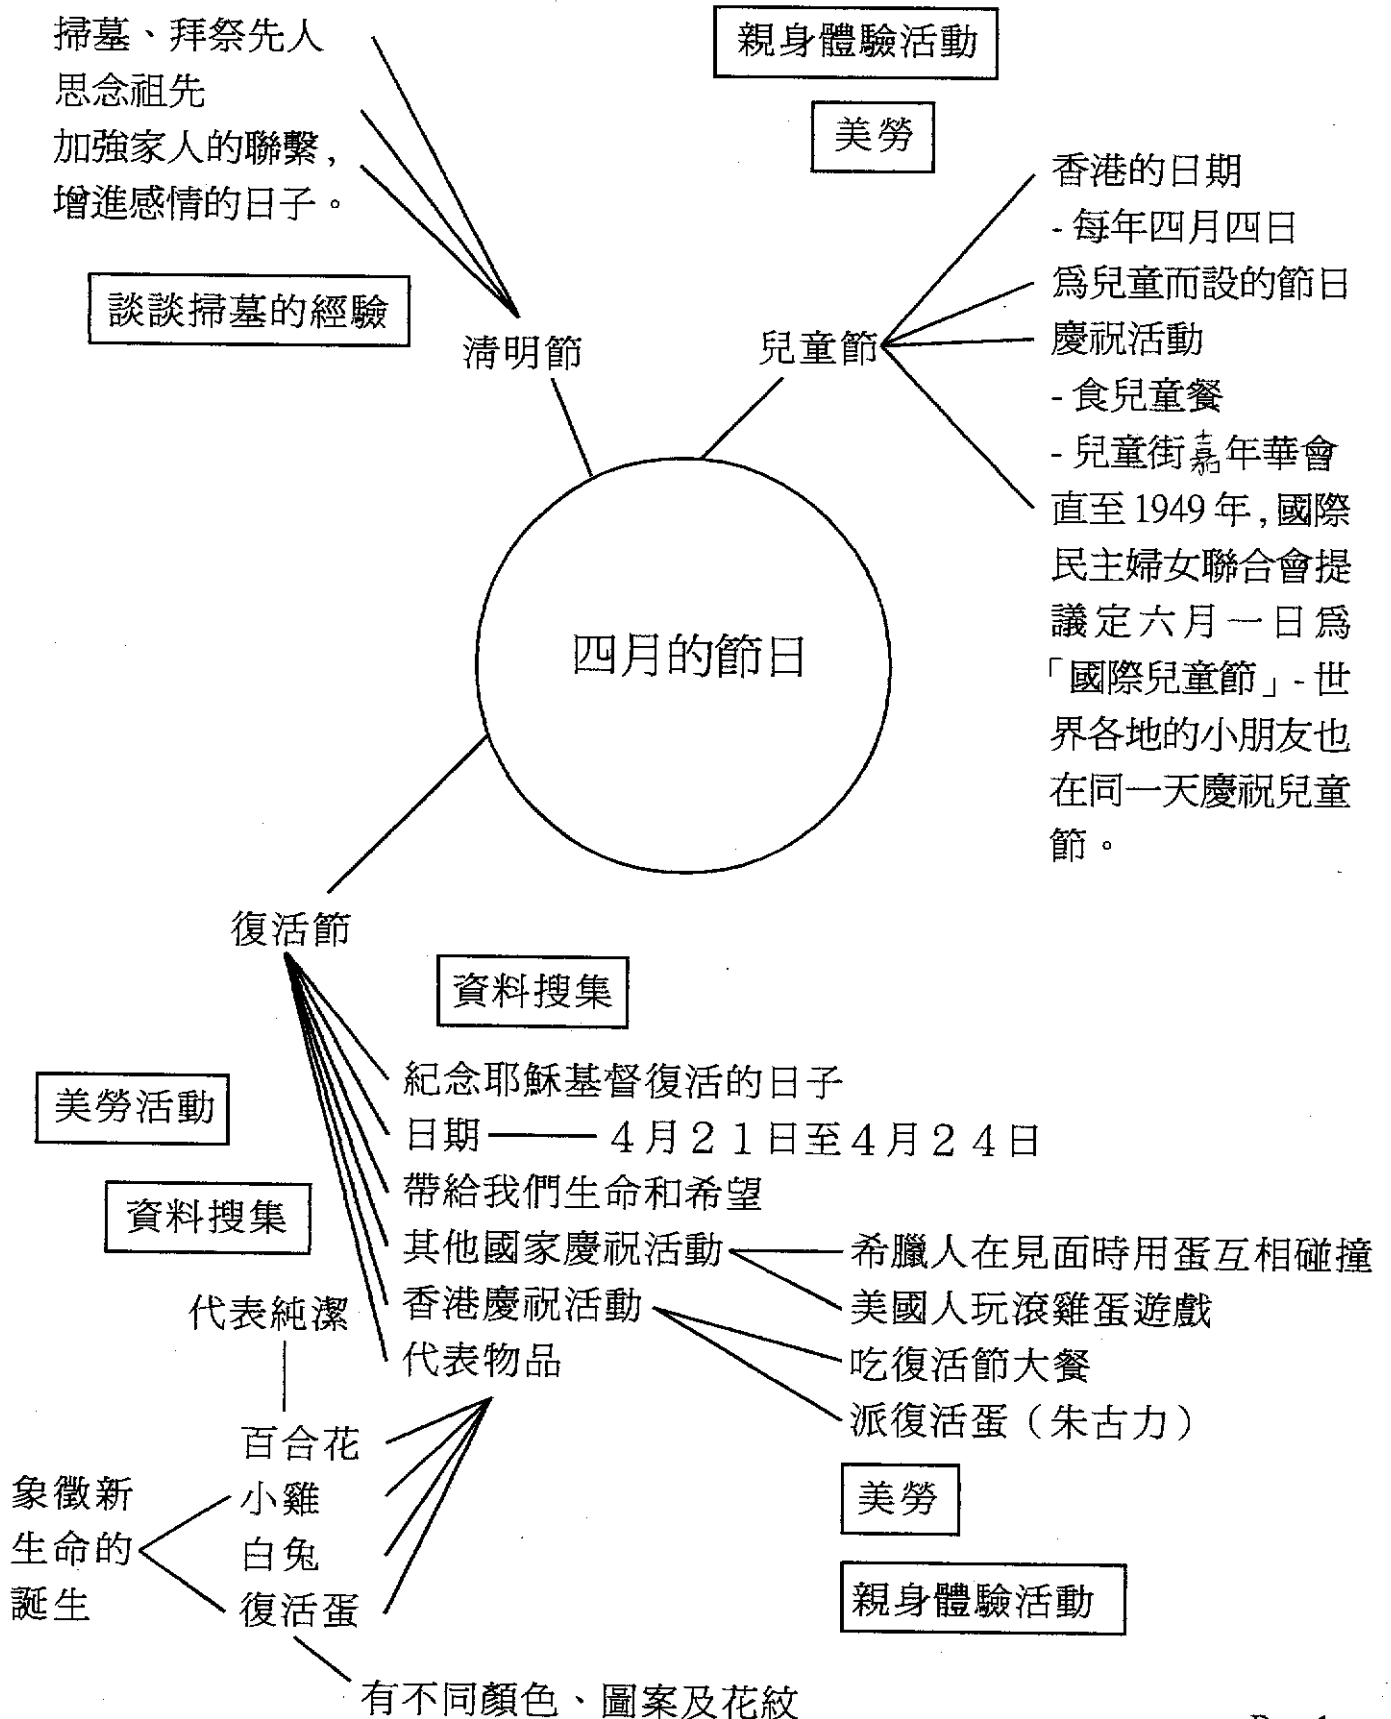 掃墓、拜祭先人
思念祖先
加強家人的聯繫,
增進感情的日子。
談談掃墓的經驗
清明節
親身體驗活動
美勞
兒童節
香港的日期
- 每年四月四日
爲兒童而設的節日
慶祝活動
- 食兒童餐
- 兒童街嘉年華會
直至1949年,國際
民主婦女聯合會提
議定六月一日爲
「國際兒童節」- 世
界各地的小朋友也
在同一天慶祝兒童
節。
四月的節日
復活節
資料搜集
紀念耶穌基督復活的日子
日期——4月21日至4月24日
帶給我們生命和希望
其他國家慶祝活動
希臘人在見面時用蛋互相碰撞
美國人玩滾雞蛋遊戲
香港慶祝活動
吃復活節大餐
派復活蛋（朱古力）
代表物品
美勞活動
資料搜集
代表純潔
百合花
小雞
白兔
復活蛋
象徵新
生命的
誕生
有不同顏色、圖案及花紋
美勞
親身體驗活動